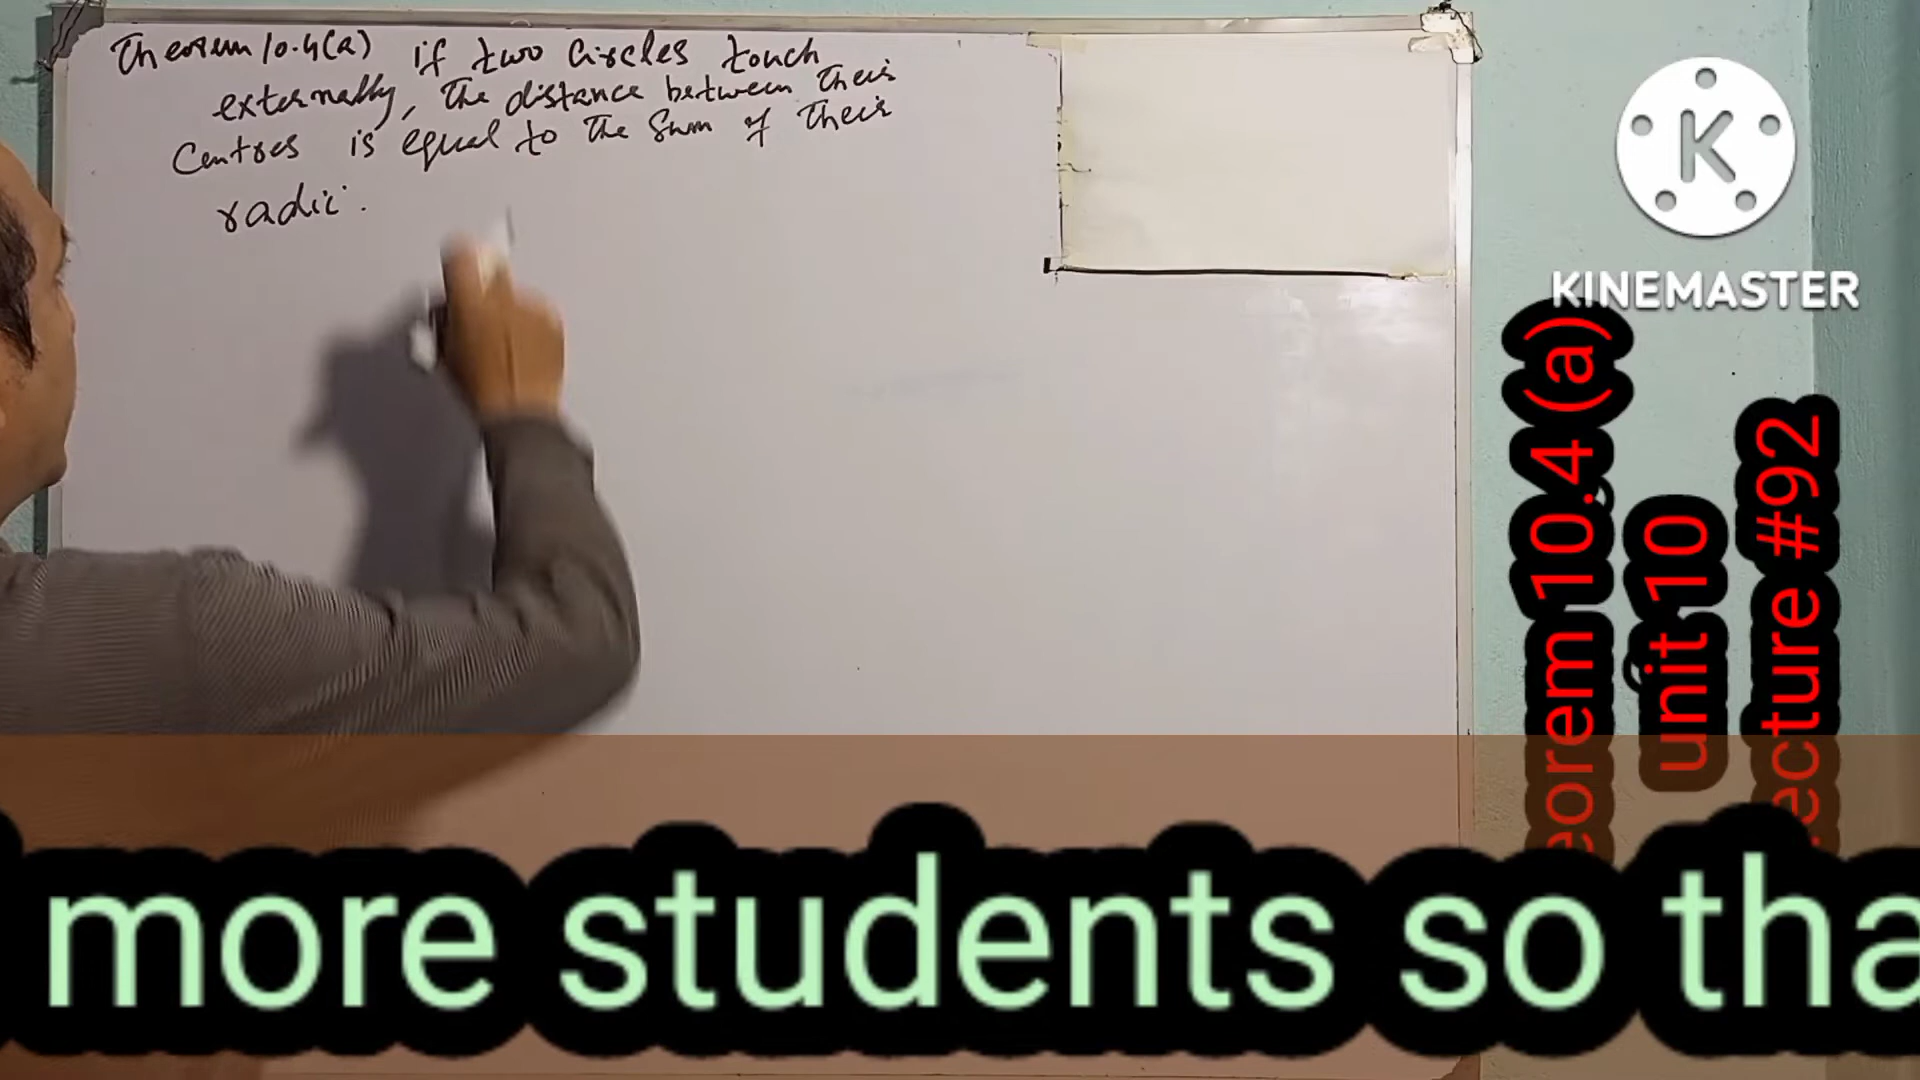 Theorem 10.4(a) if two Circles touch
externally, The distance between their
Centres is equal to the Sum of their
radii.
KINEMASTER
eorem 10.4 (a)
unit 10
ecture #92
more students so tha